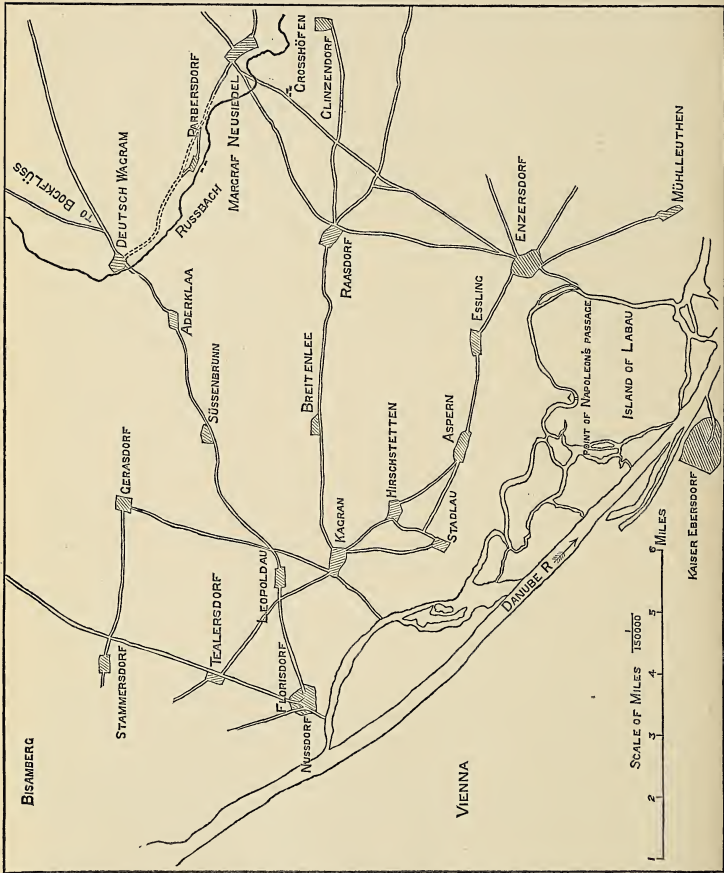 BISAMBERG
TO BOCKFLÜSS
STAMMERSDORF
GERASDORF
DEUTSCH WAGRAM
ADERKLAA
TEALERSDORF
SÜSSENBRUNN
RUSSBACH
PARBERSDORF
LEOPOLDAU
MARGRAF NEUSIEDEL
FLORISDORF
NUSSDORF
GROSSHÖFEN
GLINZENDORF
BREITENLEE
KAGRAN
RAASDORF
HIRSCHSTETTEN
STADLAU
ASPERN
ESSLING
VIENNA
ENZERSDORF
DANUBE R
POINT OF NAPOLEON'S PASSAGE
ISLAND OF LABAU
MÜHLLEUTHEN
SCALE OF MILES 1/150000
1 2 3 4 5 6 MILES
KAISER EBERSDORF